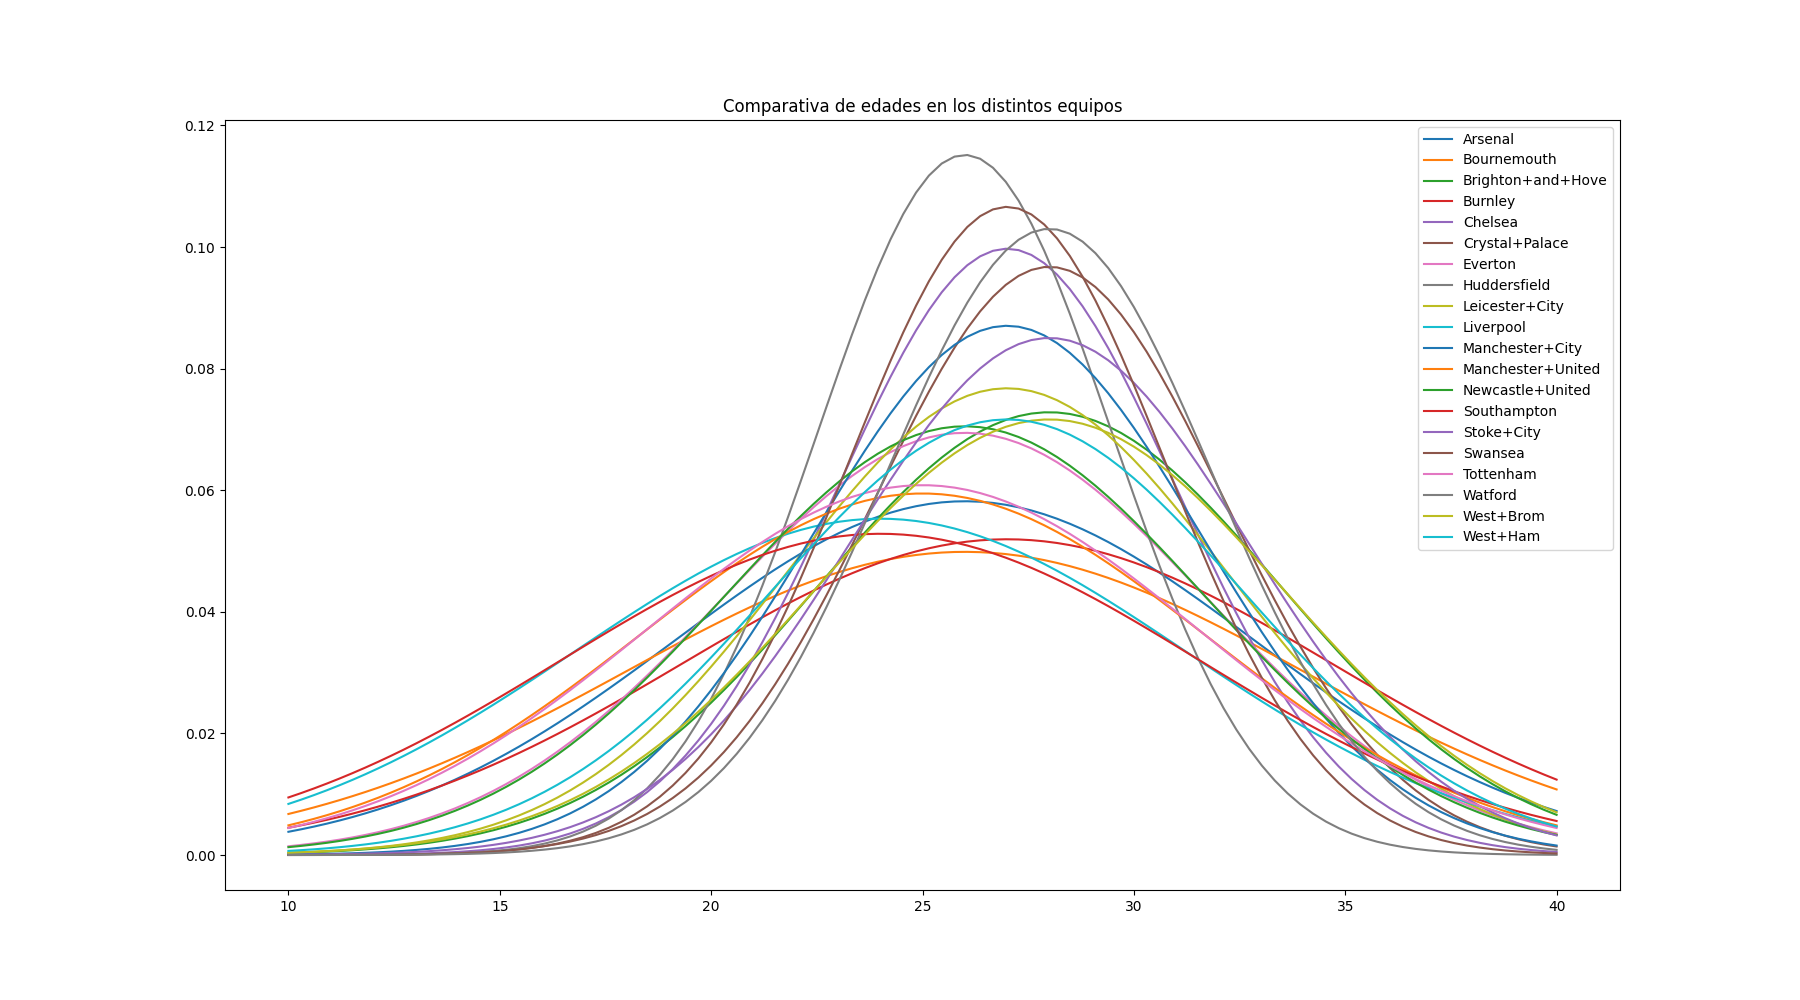 Comparativa de edades en los distintos equipos
0.12
0.10
0.08
0.06
0.04
0.02
0.00
10 15 20 25 30 35 40
Arsenal
Bournemouth
Brighton+and+Hove
Burnley
Chelsea
Crystal+Palace
Everton
Huddersfield
Leicester+City
Liverpool
Manchester+City
Manchester+United
Newcastle+United
Southampton
Stoke+City
Swansea
Tottenham
Watford
West+Brom
West+Ham